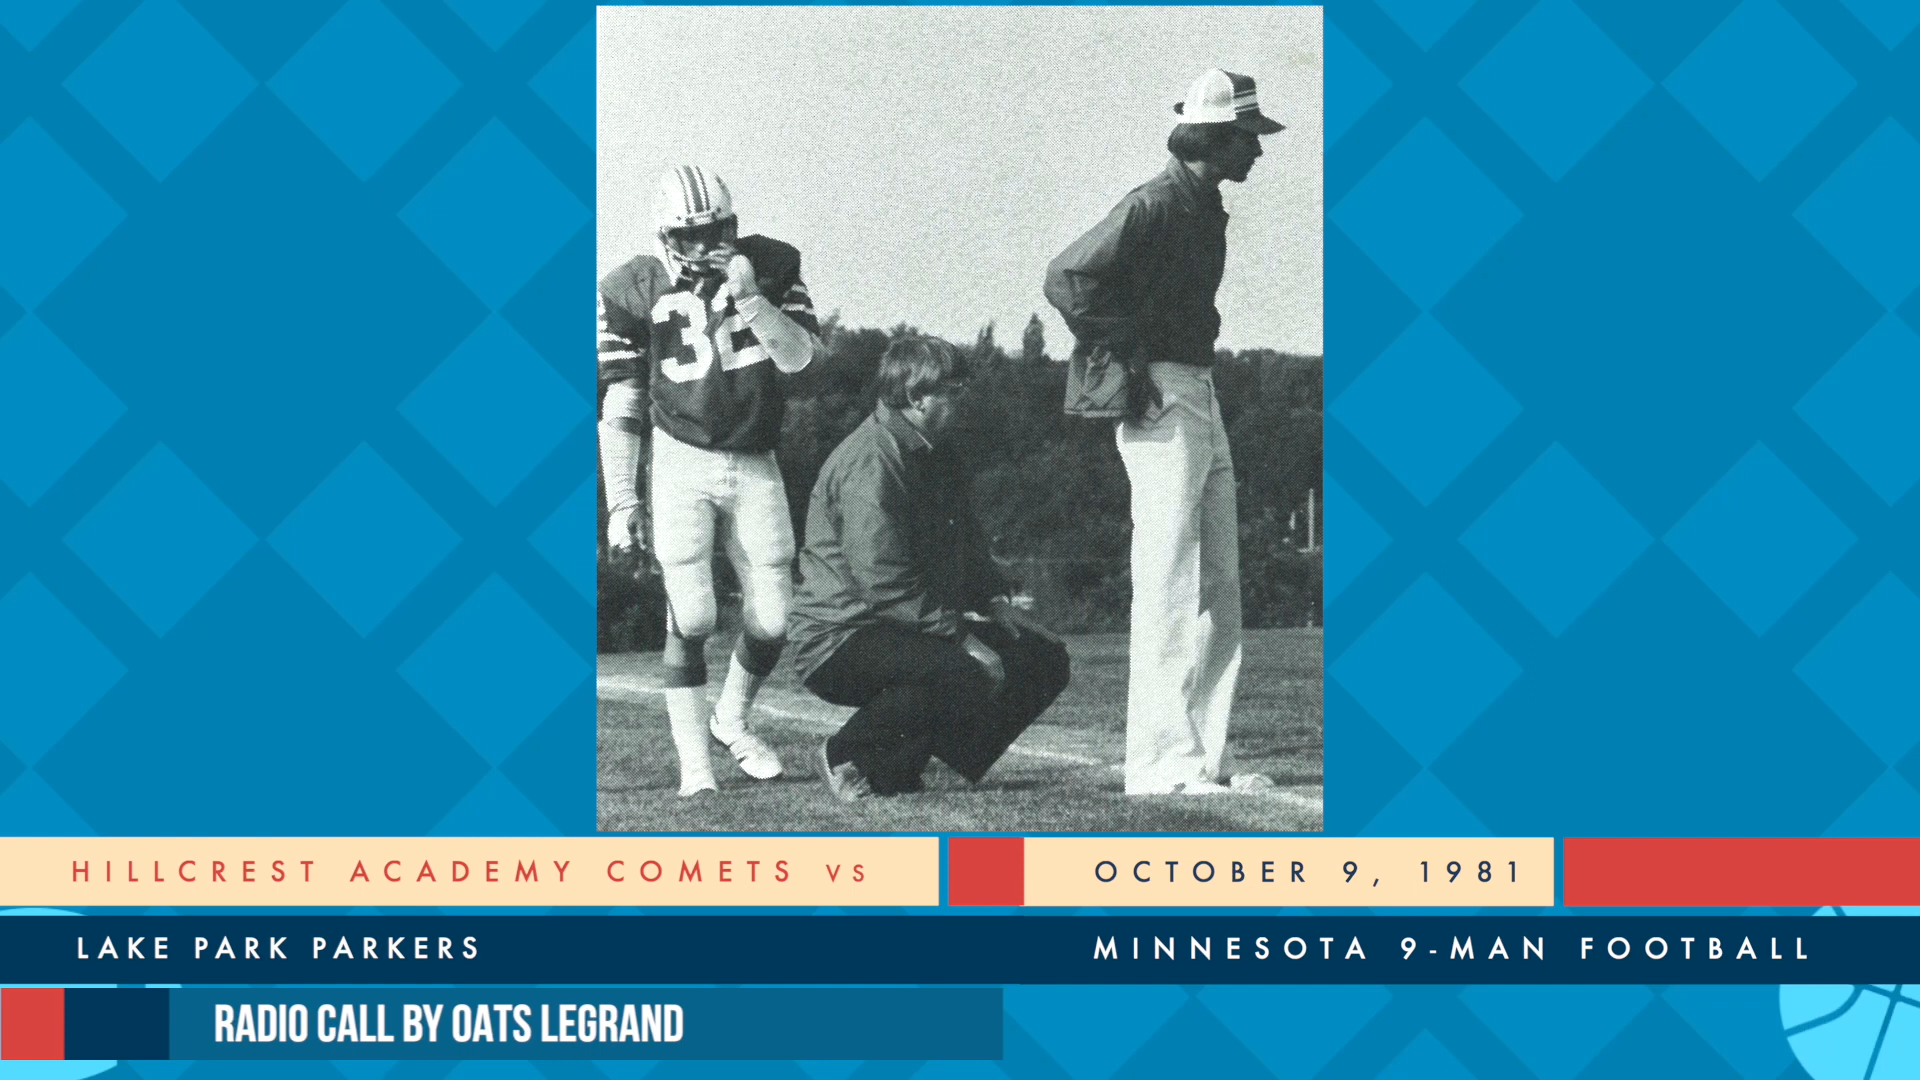 32
HILLCREST ACADEMY COMETS VS
OCTOBER 9, 1981
LAKE PARK PARKERS
MINNESOTA 9-MAN FOOTBALL
RADIO CALL BY OATS LEGRAND